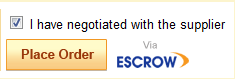 I have negotiated with the supplier
Place Order
Via
ESCROW